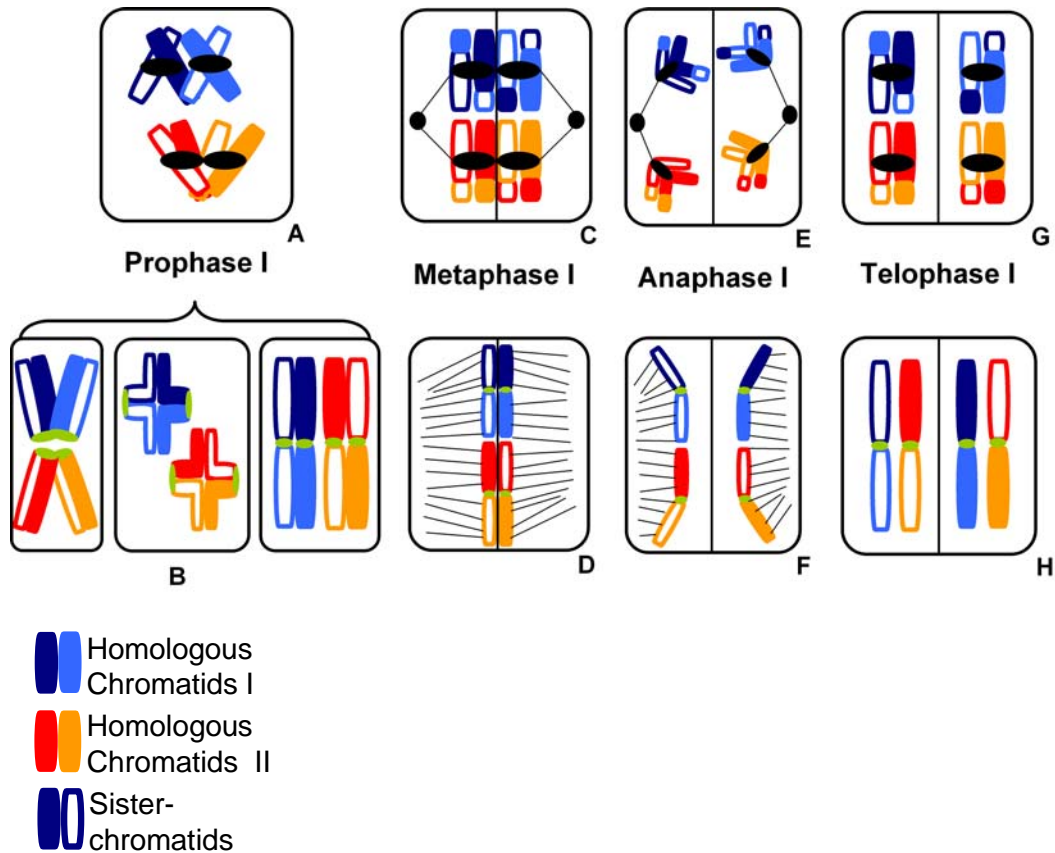 A
C
E
G
Prophase I
Metaphase I
Anaphase I
Telophase I
B
D
F
H
Homologous
Chromatids I
Homologous
Chromatids II
Sister-
chromatids